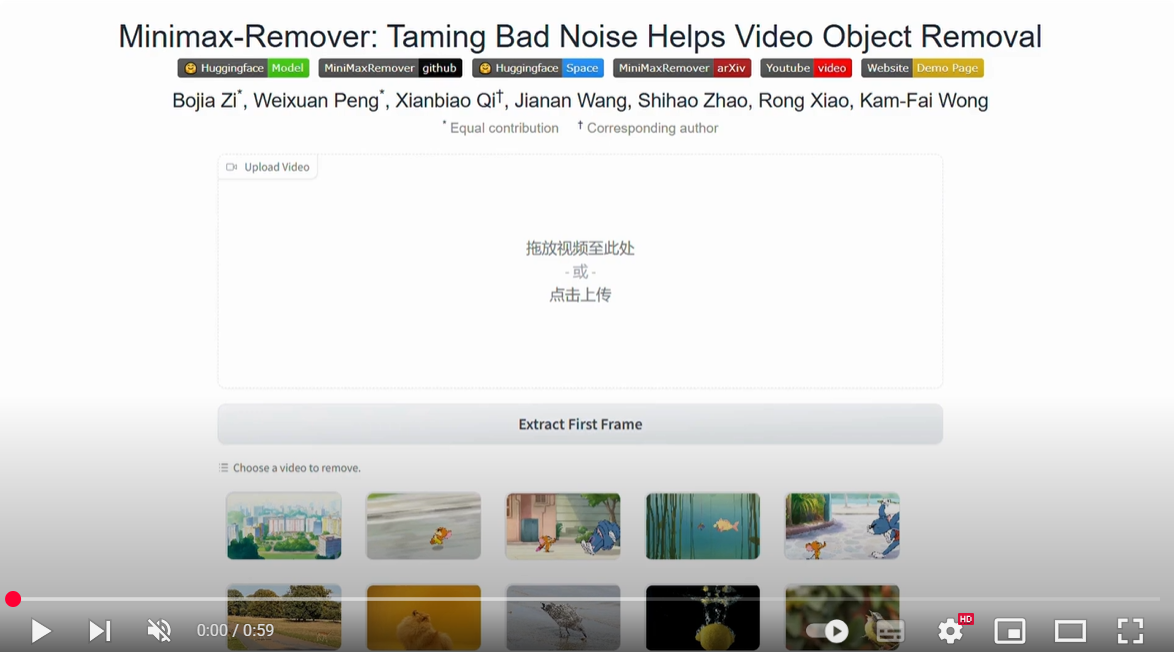 Minimax-Remover: Taming Bad Noise Helps Video Object Removal
Huggingface Model MiniMaxRemover github Huggingface Space MiniMaxRemover arXiv Youtube video Website Demo Page
Bojia Zi*, Weixuan Peng*, Xianbiao Qi†, Jianan Wang, Shihao Zhao, Rong Xiao, Kam-Fai Wong
* Equal contribution † Corresponding author
Upload Video
拖放视频至此处
- 或 -
点击上传
Extract First Frame
Choose a video to remove.
0:00 / 0:59
HD